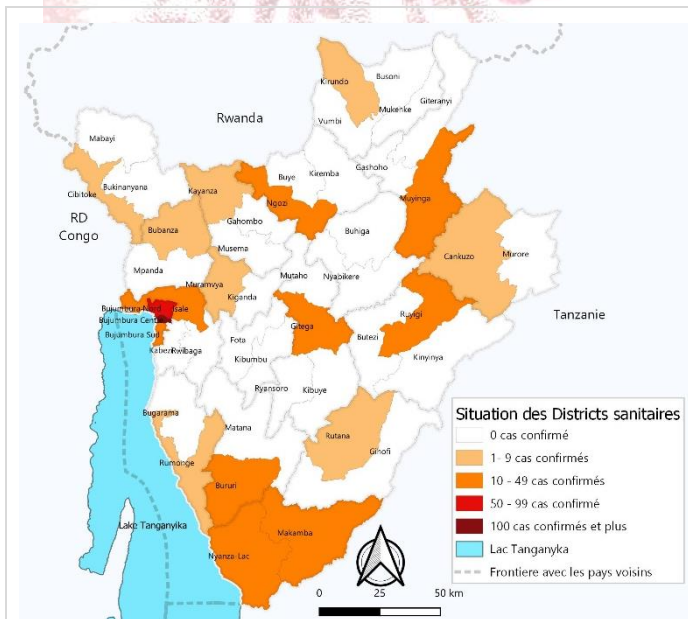 Kirundo
Busoni
Rwanda
Mukenke
Giteranyi
Vumbi
Mabayi
Gashoho
Kiremba
Buye
Bukinanyana
Kayanza
Cibitoke
Ngozi
Muyinga
RD
Congo
Gahombo
Bubanza
Buhiga
Musema
Cankuzo
Murore
Mpanda
Mutaho
Nyabikere
Muramvya
Kiganda
Bujumbura Nord
Isale
Bujumbura Centre
Gitega
Ruyigi
Tanzanie
Bujumbura Sud
Fota
Butezi
Kabezi
Rwibaga
Kibumbu
Kinyinya
Ryansoro
Kibuye
Bugarama
Matana
Rutana
Gihofi
Rumonge
Bururi
Lake Tanganyika
Makamba
Nyanza-Lac
Situation des Districts sanitaires
0 cas confirmé
1- 9 cas confirmés
10 - 49 cas confirmés
50 - 99 cas confirmé
100 cas confirmés et plus
Lac Tanganyka
Frontiere avec les pays voisins
0 25 50 km